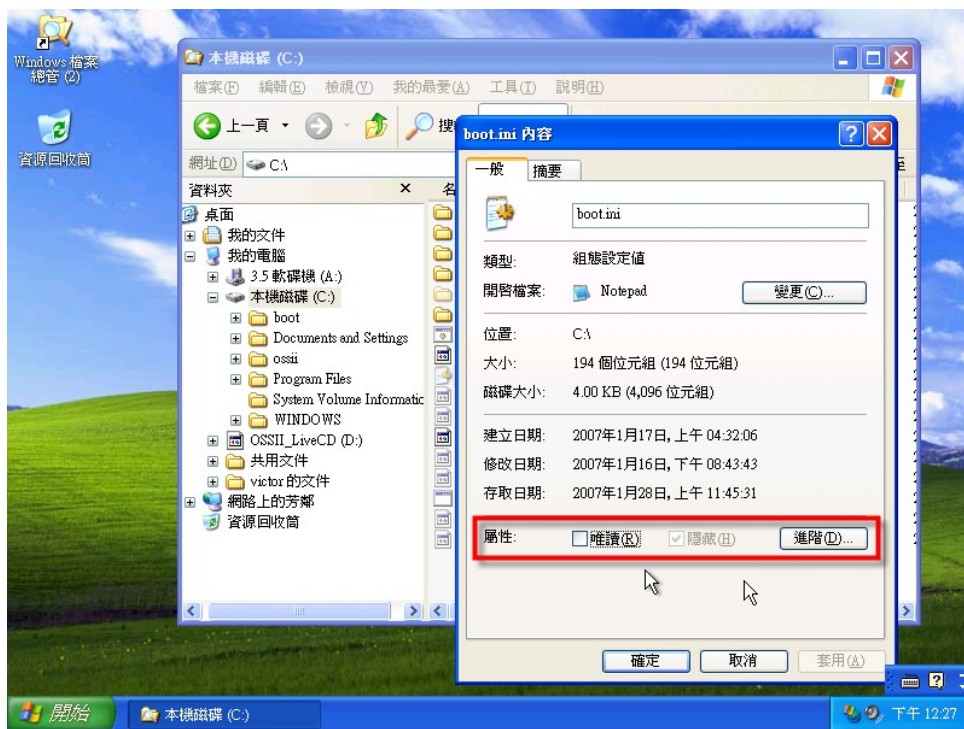 Windows 檔案
總管 (2)
資源回收筒
本機磁碟 (C:)
檔案(F) 編輯(E) 檢視(V) 我的最愛(A) 工具(T) 說明(H)
上一頁 搜
網址(D) C:\
資料夾
桌面
我的文件
我的電腦
3.5 軟碟機 (A:)
本機磁碟 (C:)
boot
Documents and Settings
ossii
Program Files
System Volume Informatic
WINDOWS
OSSII_LiveCD (D:)
共用文件
victor 的文件
網路上的芳鄰
資源回收筒
名
boot.ini 內容
一般 摘要
boot.ini
類型: 組態設定值
開啓檔案: Notepad 變更(C)...
位置: C:\
大小: 194 個位元組 (194 位元組)
磁碟大小: 4.00 KB (4,096 位元組)
建立日期: 2007年1月17日, 上午 04:32:06
修改日期: 2007年1月16日, 下午 08:43:43
存取日期: 2007年1月28日, 上午 11:45:31
屬性: 唯讀(R) 隱藏(H) 進階(D)...
確定 取消 套用(A)
開始 本機磁碟 (C:) 下午 12:27